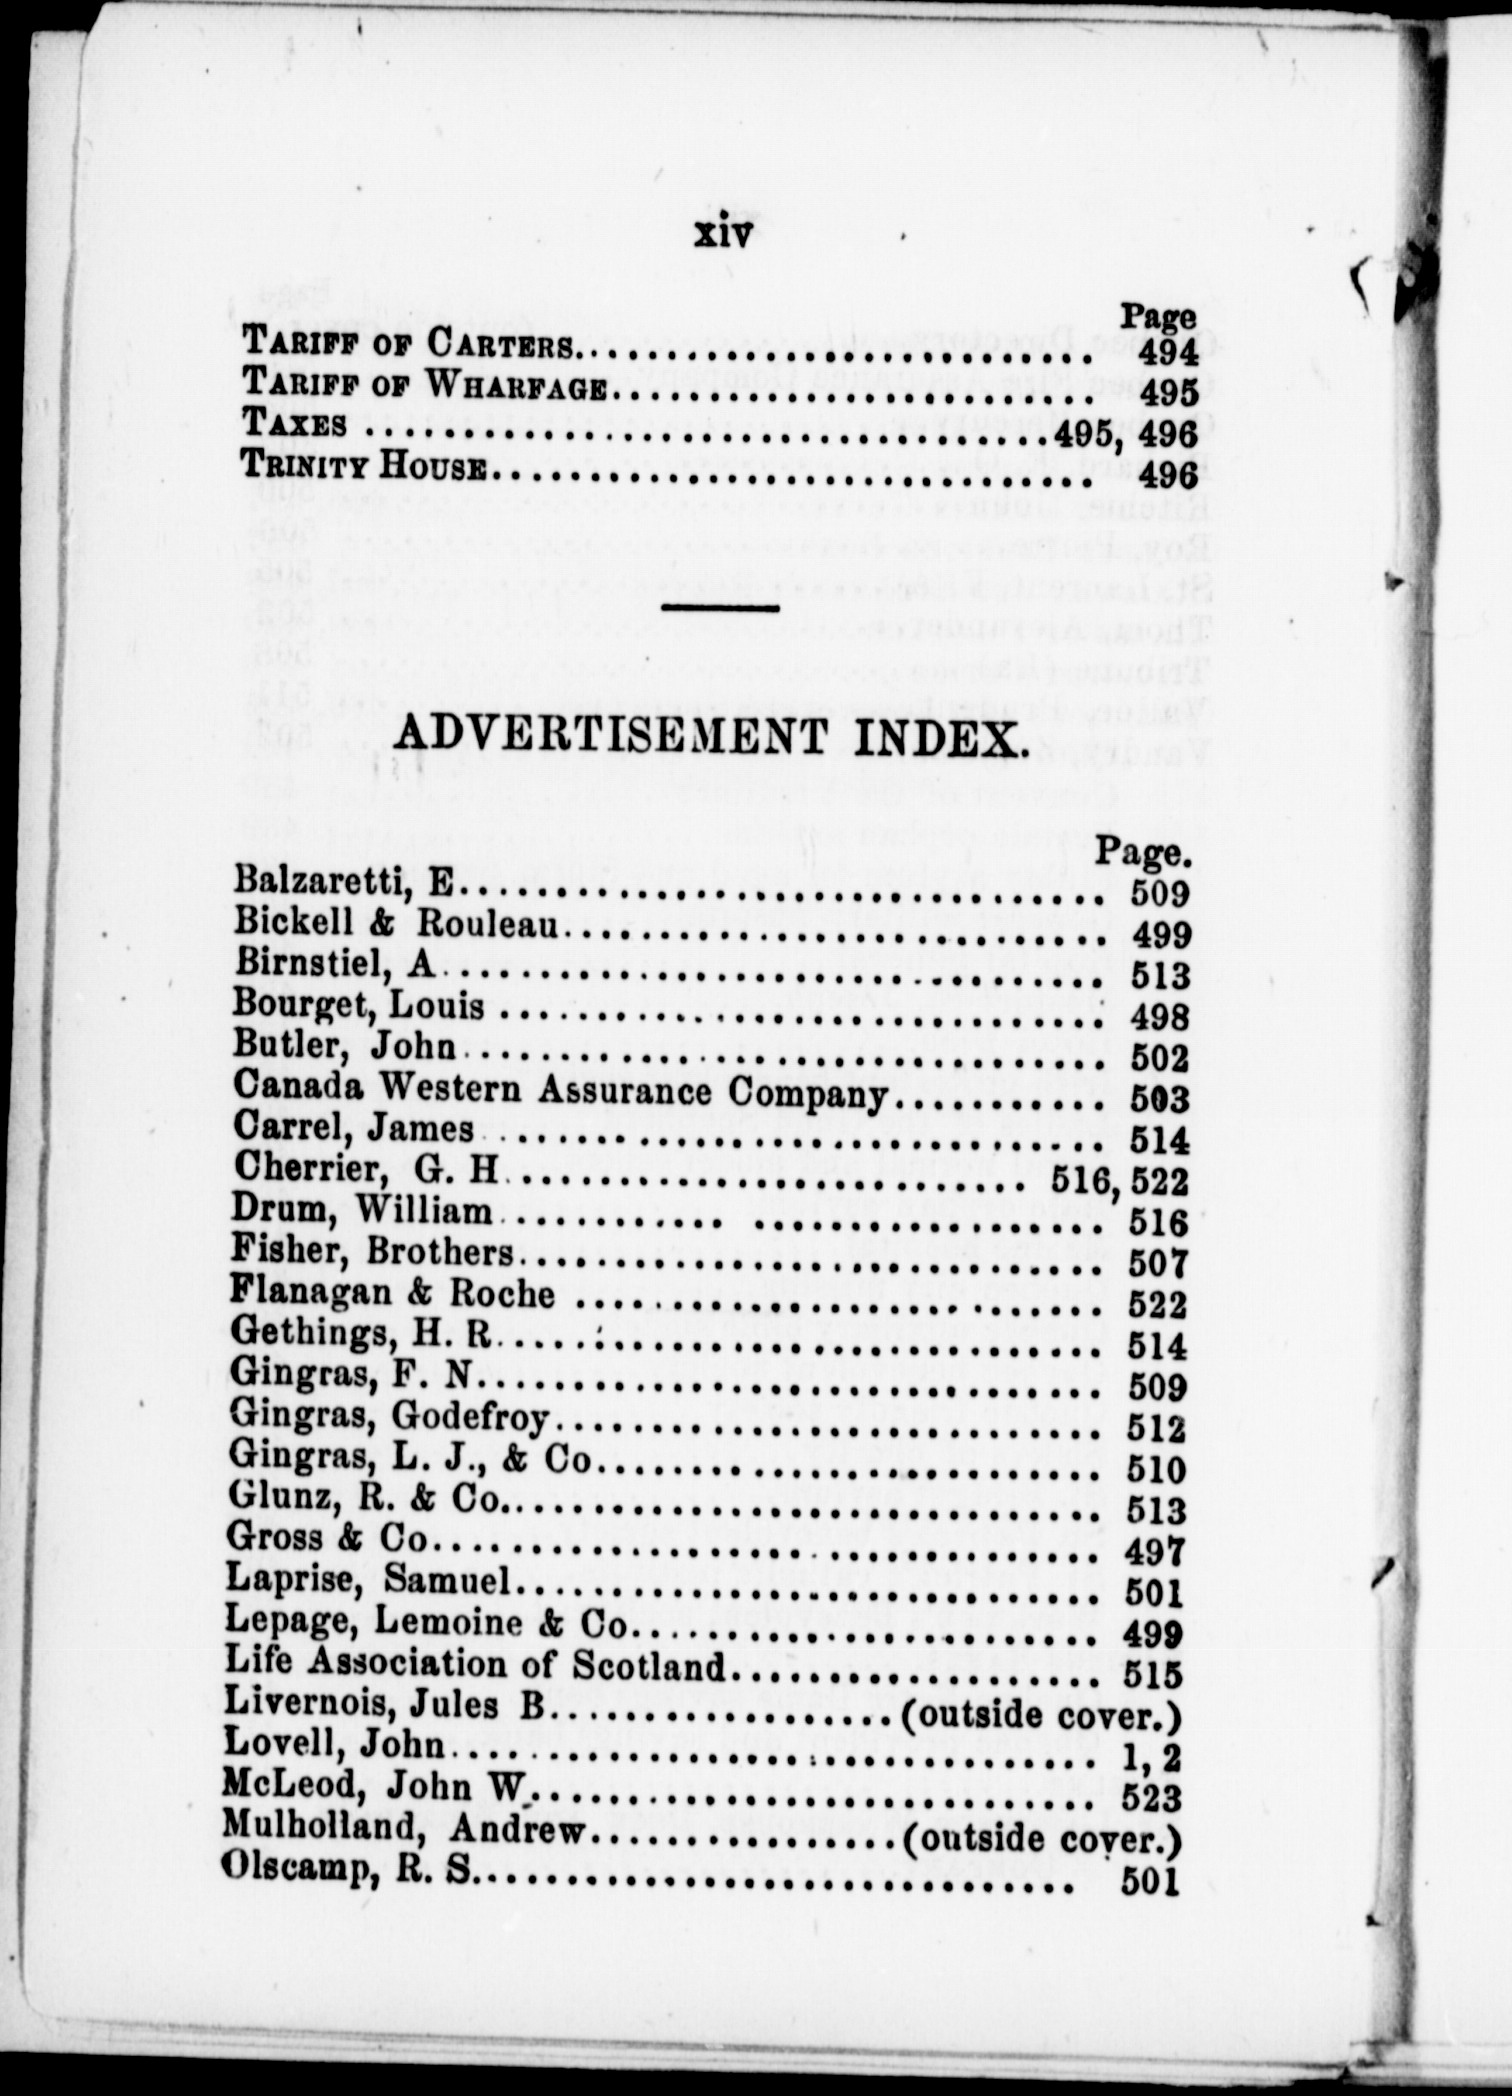 xiv
Page
TARIFF OF CARTERS............................ 494
TARIFF OF WHARFAGE.......................... 495
TAXES ....................................495, 496
TRINITY HOUSE................................ 496
ADVERTISEMENT INDEX.
Page.
Balzaretti, E.................................. 509
Bickell & Rouleau............................. 499
Birnstiel, A................................... 513
Bourget, Louis ................................ 498
Butler, John................................... 502
Canada Western Assurance Company........... 503
Carrel, James ................................. 514
Cherrier, G. H............................ 516, 522
Drum, William............ .................. 516
Fisher, Brothers............................... 507
Flanagan & Roche ............................ 522
Gethings, H. R................................ 514
Gingras, F. N................................. 509
Gingras, Godefroy............................. 512
Gingras, L. J., & Co........................... 510
Glunz, R. & Co................................ 513
Gross & Co................................... 497
Laprise, Samuel............................... 501
Lepage, Lemoine & Co......................... 499
Life Association of Scotland.................... 515
Livernois, Jules B..................(outside cover.)
Lovell, John................................... 1, 2
McLeod, John W.............................. 523
Mulholland, Andrew................(outside cover.)
Olscamp, R. S................................ 501